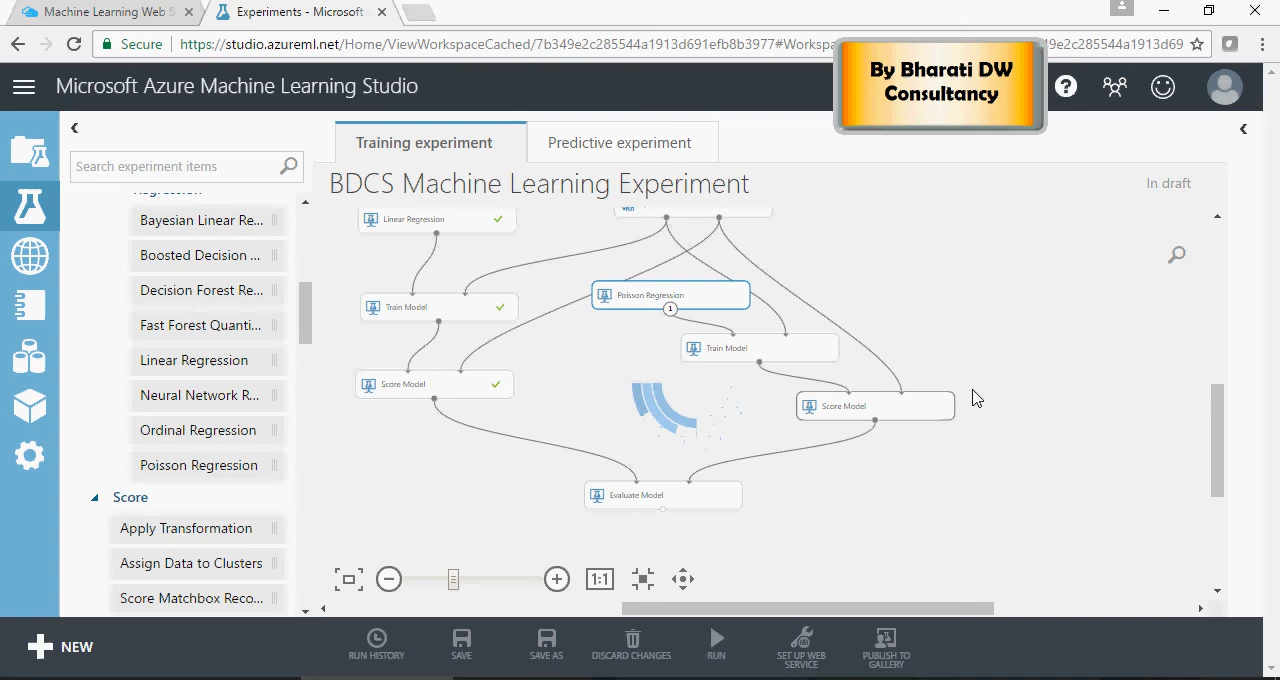 Machine Learning Web S
Experiments - Microsoft
Secure
https://studio.azureml.net/Home/ViewWorkspaceCached/7b349e2c285544a1913d691efb8b3977#Workspa
9e2c285544a1913d69
By Bharati DW
Consultancy
Microsoft Azure Machine Learning Studio
Training experiment
Predictive experiment
Search experiment items
BDCS Machine Learning Experiment
In draft
Regression
Bayesian Linear Re...
Boosted Decision ...
Decision Forest Re...
Fast Forest Quanti...
Linear Regression
Neural Network R...
Ordinal Regression
Poisson Regression
Score
Apply Transformation
Assign Data to Clusters
Score Matchbox Reco...
Linear Regression
Poisson Regression
1
Train Model
Train Model
Score Model
Score Model
Evaluate Model
1:1
NEW
RUN HISTORY
SAVE
SAVE AS
DISCARD CHANGES
RUN
SET UP WEB
SERVICE
PUBLISH TO
GALLERY